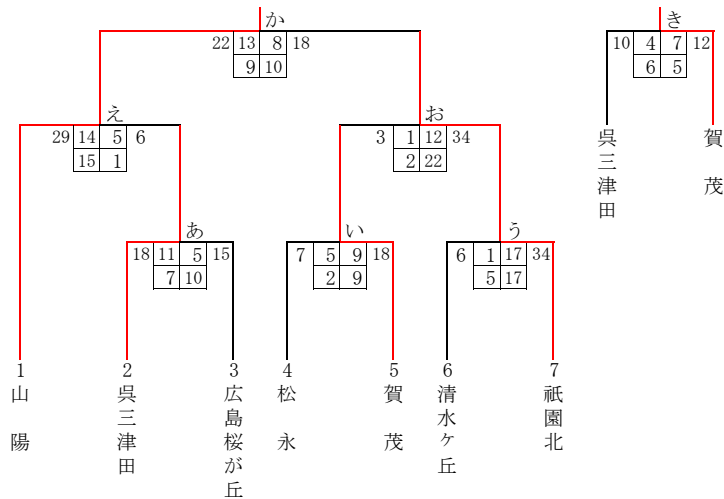 か
22 13 8 18
9 10
き
10 4 7 12
6 5
呉三津田
賀茂
え
29 14 5 6
15 1
お
3 1 12 34
2 22
あ
18 11 5 15
7 10
い
7 5 9 18
2 9
う
6 1 17 34
5 17
1
山陽
2
呉三津田
3
広島桜が丘
4
松永
5
賀茂
6
清水ケ丘
7
祇園北